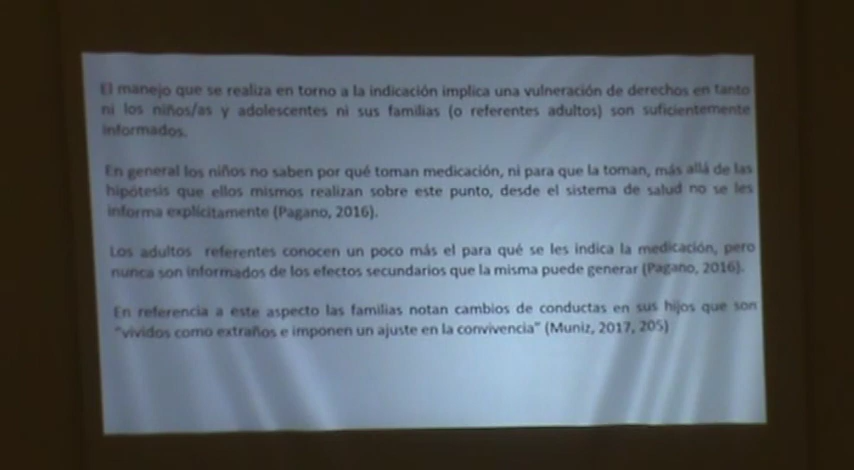 El manejo que se realiza en torno a la indicación implica una vulneración de derechos en tanto
ni los niños/as y adolescentes ni sus familias (o referentes adultos) son suficientemente
informados.
En general los niños no saben por qué toman medicación, ni para que la toman, más allá de las
hipótesis que ellos mismos realizan sobre este punto, desde el sistema de salud no se les
informa explícitamente (Pagano, 2016).
Los adultos referentes conocen un poco más el para qué se les indica la medicación, pero
nunca son informados de los efectos secundarios que la misma puede generar (Pagano, 2016).
En referencia a este aspecto las familias notan cambios de conductas en sus hijos que son
"vividos como extraños e imponen un ajuste en la convivencia" (Muniz, 2017, 205)